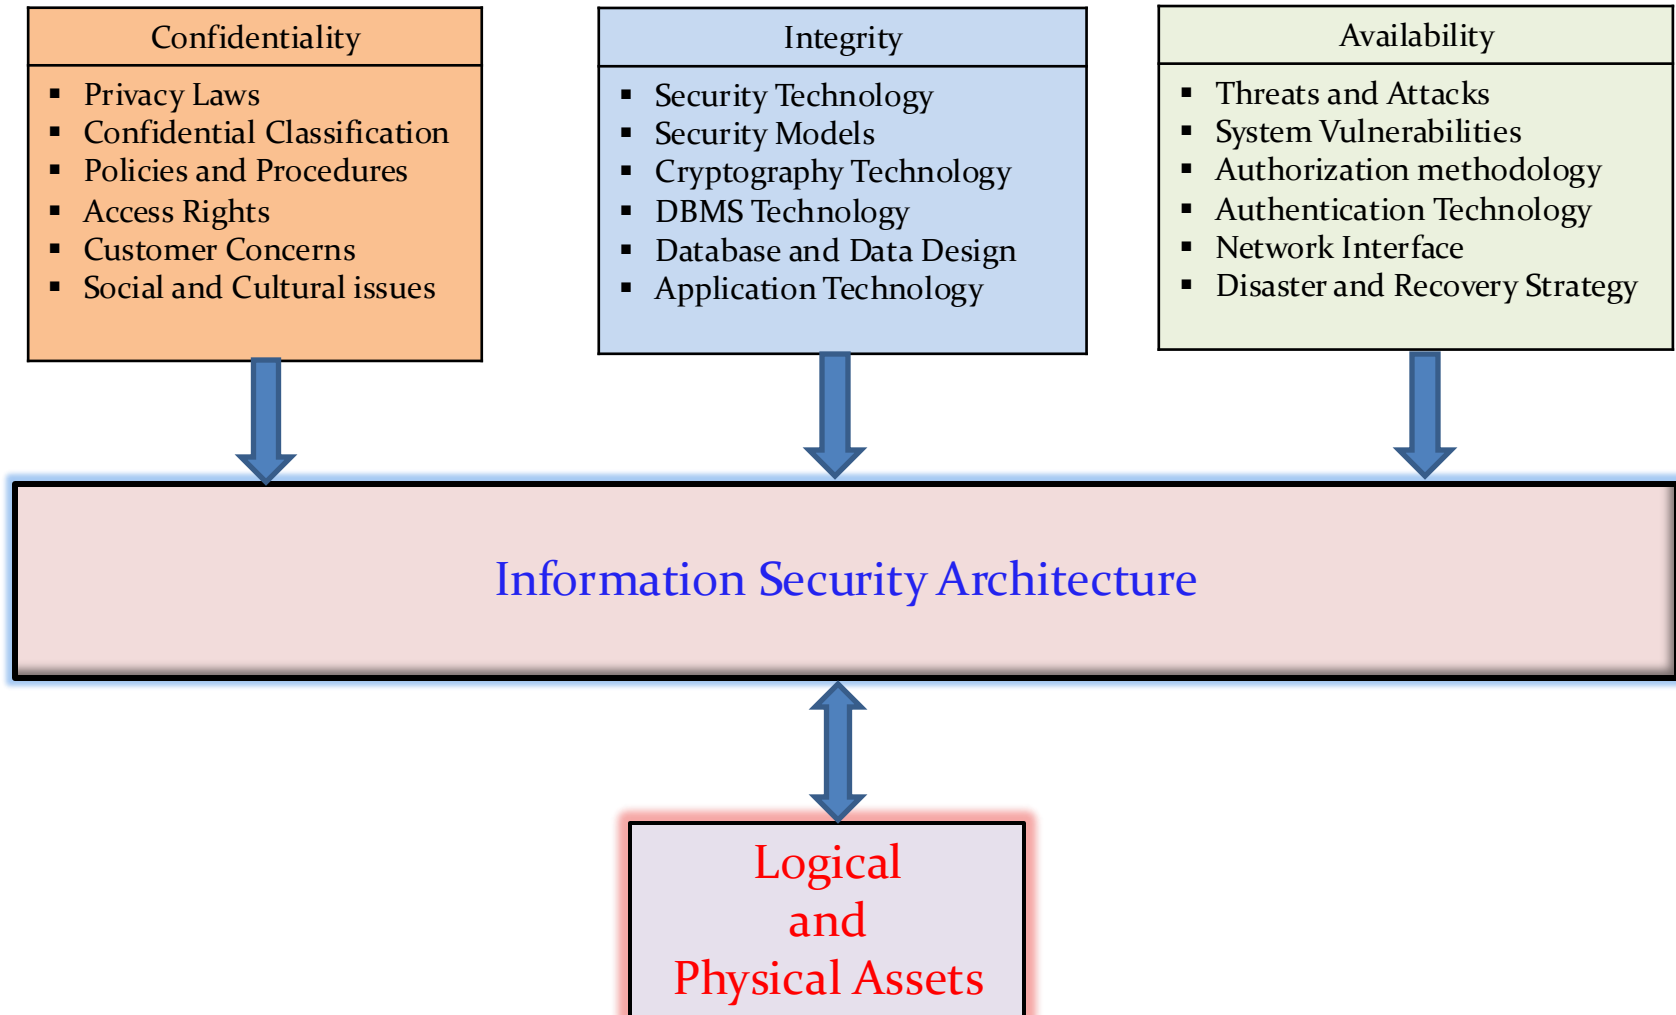 Confidentiality
▪ Privacy Laws
▪ Confidential Classification
▪ Policies and Procedures
▪ Access Rights
▪ Customer Concerns
▪ Social and Cultural issues
Integrity
▪ Security Technology
▪ Security Models
▪ Cryptography Technology
▪ DBMS Technology
▪ Database and Data Design
▪ Application Technology
Availability
▪ Threats and Attacks
▪ System Vulnerabilities
▪ Authorization methodology
▪ Authentication Technology
▪ Network Interface
▪ Disaster and Recovery Strategy
Information Security Architecture
Logical
and
Physical Assets